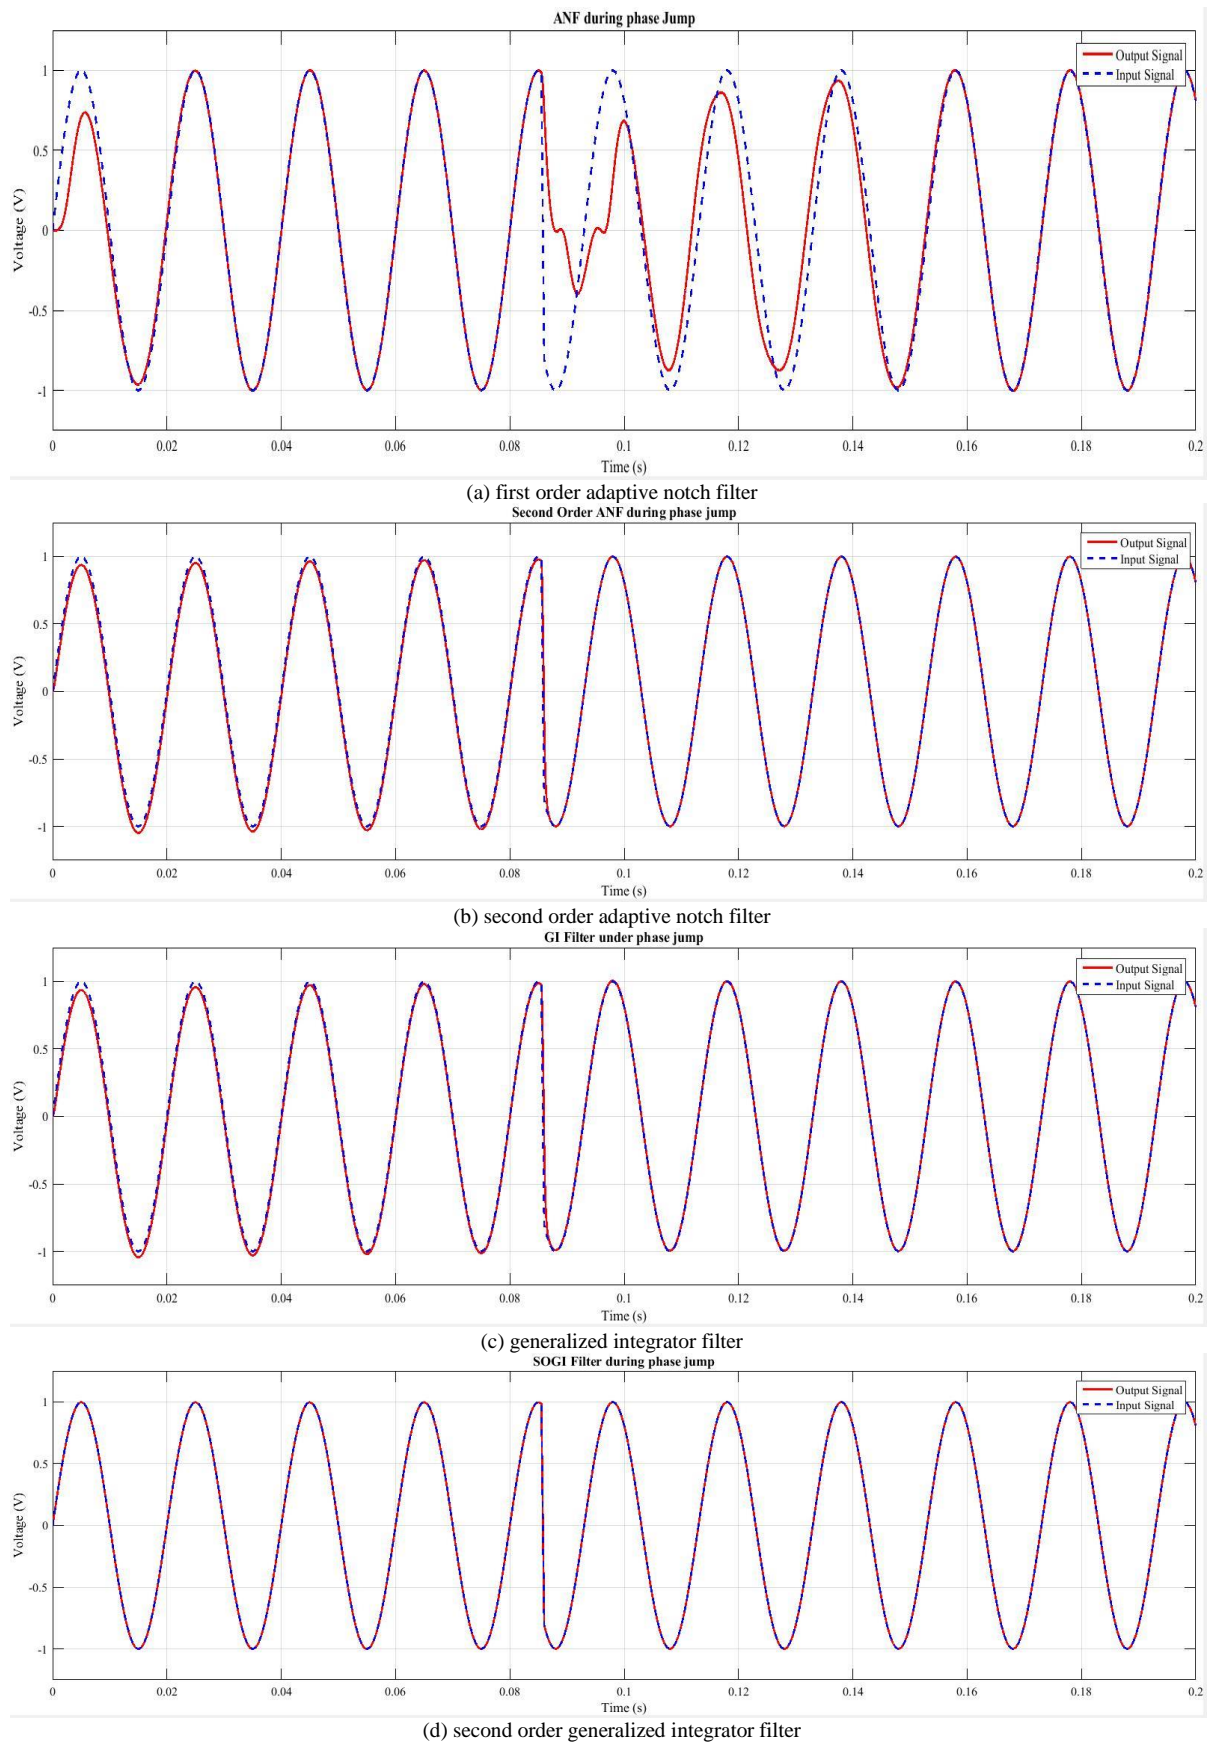 ANF during phase Jump
Output Signal
Input Signal
Voltage (V)
1
0.5
0
-0.5
-1
0 0.02 0.04 0.06 0.08 0.1 0.12 0.14 0.16 0.18 0.2
Time (s)
(a) first order adaptive notch filter
Second Order ANF during phase jump
Output Signal
Input Signal
Voltage (V)
1
0.5
0
-0.5
-1
0 0.02 0.04 0.06 0.08 0.1 0.12 0.14 0.16 0.18 0.2
Time (s)
(b) second order adaptive notch filter
GI Filter under phase jump
Output Signal
Input Signal
Voltage (V)
1
0.5
0
-0.5
-1
0 0.02 0.04 0.06 0.08 0.1 0.12 0.14 0.16 0.18 0.2
Time (s)
(c) generalized integrator filter
SOGI Filter during phase jump
Output Signal
Input Signal
Voltage (V)
1
0.5
0
-0.5
-1
0 0.02 0.04 0.06 0.08 0.1 0.12 0.14 0.16 0.18 0.2
Time (s)
(d) second order generalized integrator filter